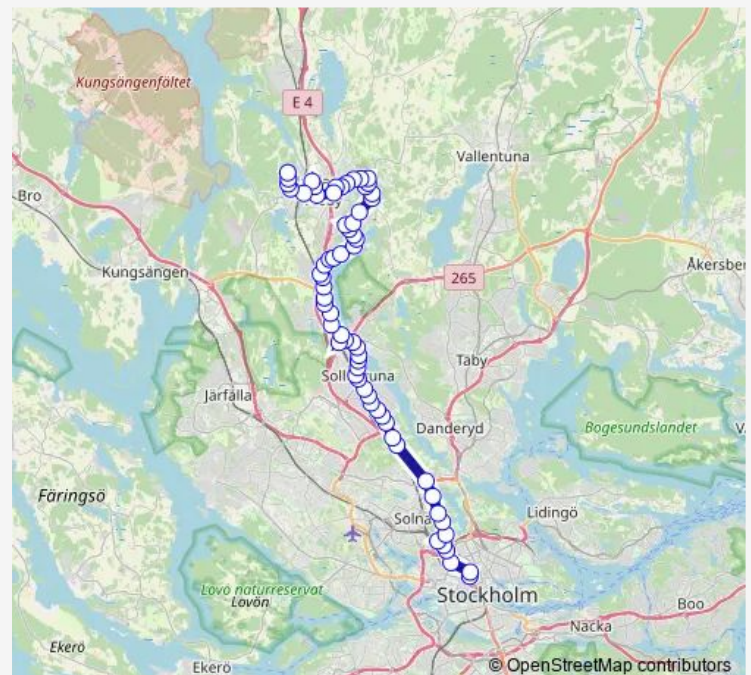 Kungsängenfältet
E 4
Vallentuna
Bro
Kungsängen
265
Åkersber
Täby
Järfälla
Danderyd
Bogesundslandet
V.
Färingsö
Solna
Lidingö
Lovö naturreservat
Lovön
Stockholm
Boo
Nacka
Ekerö
Ekerö
© OpenStreetMap contributors